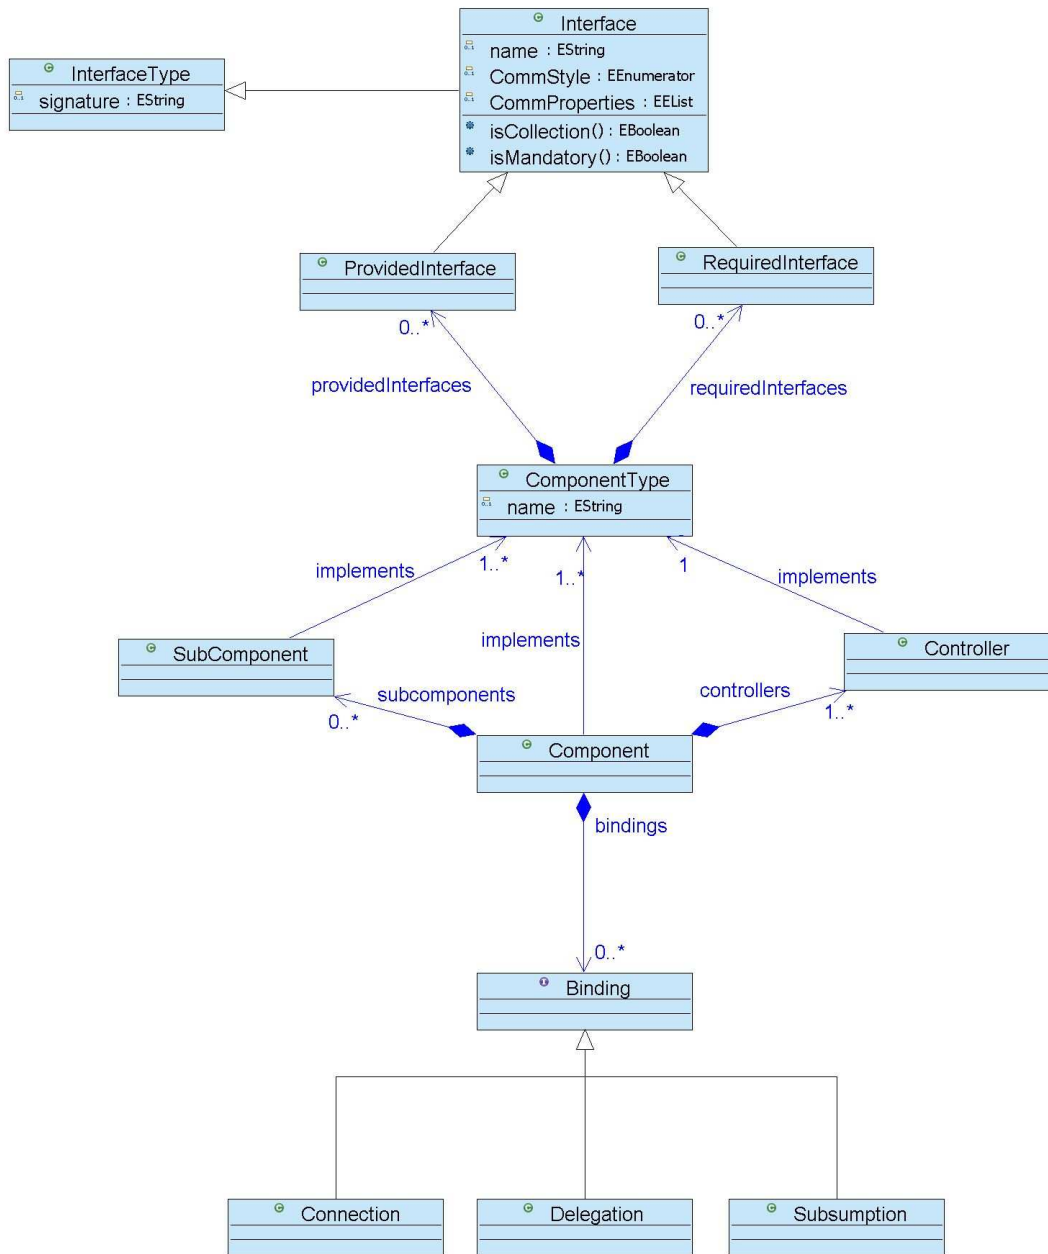 Interface
name : EString
CommStyle : EEnumerator
CommProperties : EEList
isCollection() : EBoolean
isMandatory() : EBoolean
InterfaceType
signature : EString
ProvidedInterface
RequiredInterface
0..*
0..*
providedInterfaces
requiredInterfaces
ComponentType
name : EString
implements
1..*
1..*
1
implements
implements
SubComponent
Controller
subcomponents
controllers
0..*
1..*
Component
bindings
0..*
Binding
Connection
Delegation
Subsumption